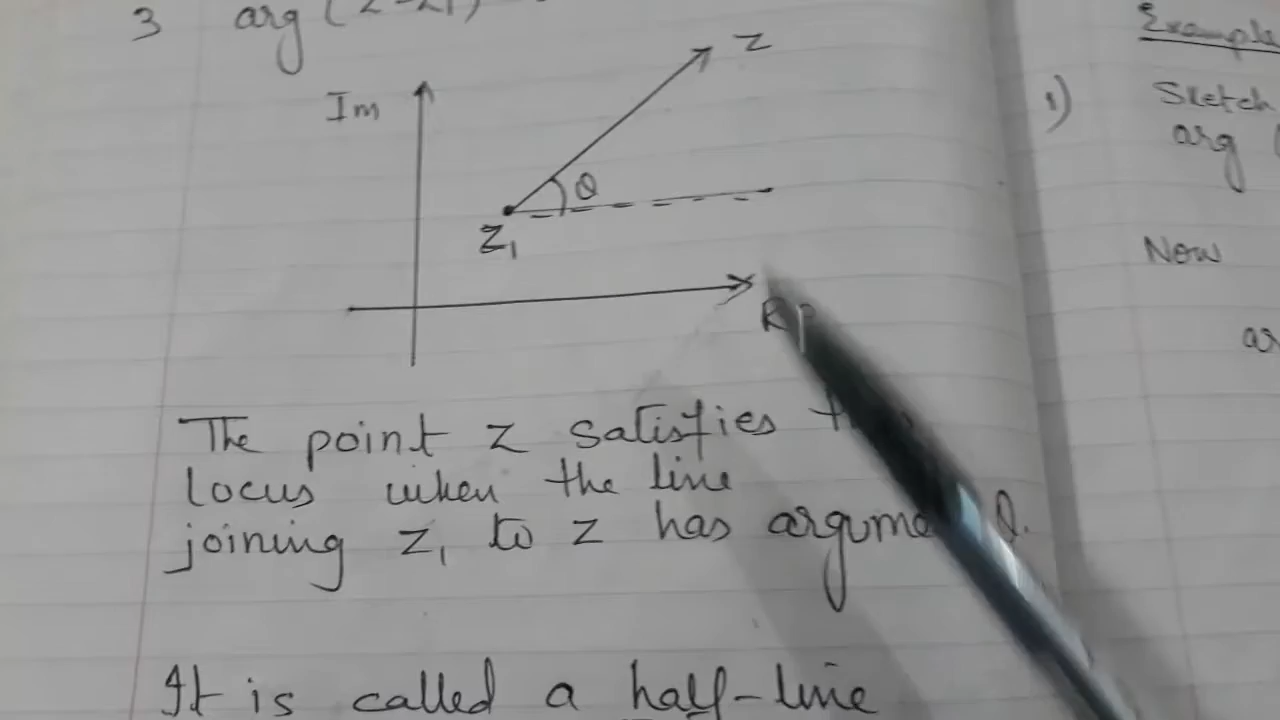 3 arg (z-z₁)
Im
z
θ
z₁
The point z satisfies
locus when the line
joining z₁ to z has θ.
It is called a half-line
Example
1) Sketch
arg (
Now